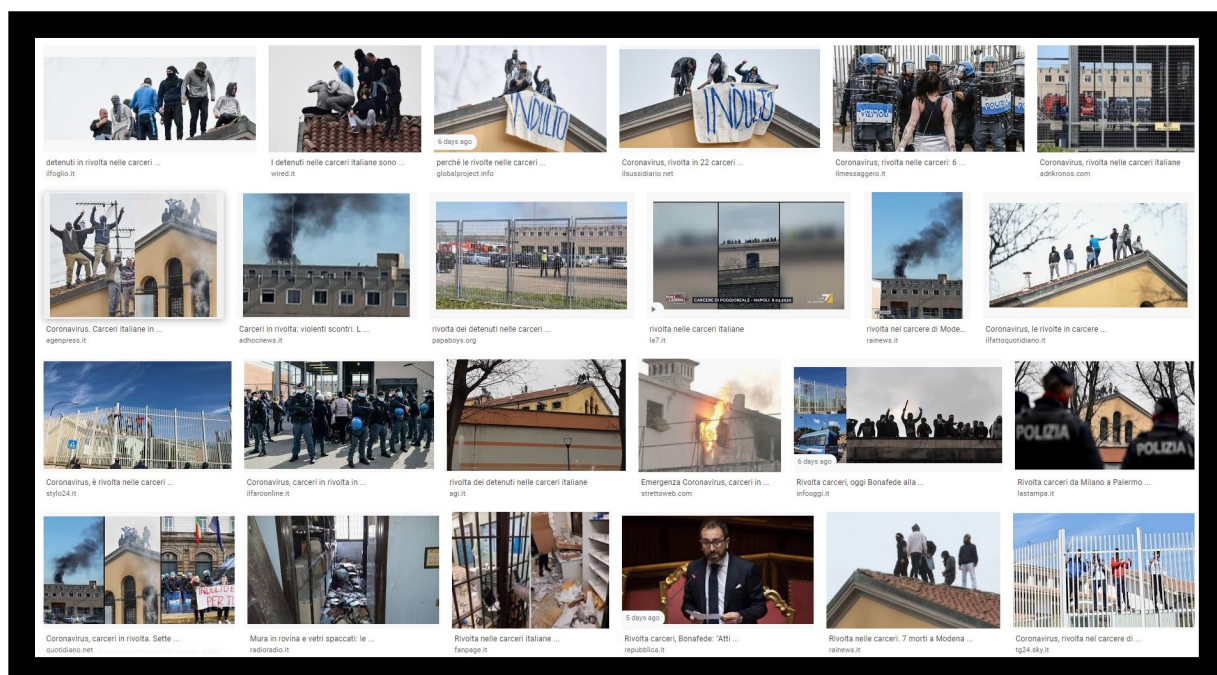 INDULTO
INDULTO
POLIZIA
6 days ago
detenuti in rivolta nelle carceri ...
I detenuti nelle carceri italiane sono ...
perché le rivolte nelle carceri ...
Coronavirus, rivolta in 22 carceri ...
Coronavirus, rivolta nelle carceri: 6 ...
Coronavirus, rivolta nelle carceri italiane
ilfoglio.it
wired.it
globalproject.info
ilsussidiario.net
ilmessaggero.it
adnkronos.com
CARCERE DI POGGIOREALE - NAPOLI 8.03.2020
Coronavirus. Carceri italiane in ...
Carceri in rivolta: violenti scontri. L ...
rivolta dei detenuti nelle carceri ...
rivolta nelle carceri italiane
rivolta nel carcere di Mode...
Coronavirus, le rivolte in carcere ...
agenpress.it
adhocnews.it
papaboys.org
la7.it
rainews.it
ilfattoquotidiano.it
POLIZIA
POLIZIA
6 days ago
Coronavirus, è rivolta nelle carceri ...
Coronavirus, carceri in rivolta in ...
rivolta dei detenuti nelle carceri italiane
Emergenza Coronavirus, carceri in ...
Rivolta carceri, oggi Bonafede alla ...
Rivolta carceri da Milano a Palermo ...
stylo24.it
ilfaroonline.it
agi.it
strettoweb.com
infooggi.it
lastampa.it
5 days ago
Coronavirus, carceri in rivolta. Sette ...
Mura in rovina e vetri spaccati: le ...
Rivolta nelle carceri italiane ...
Rivolta carceri, Bonafede: "Atti ...
Rivolta nelle carceri. 7 morti a Modena ...
Coronavirus, rivolta nel carcere di ...
quotidiano.net
radioradio.it
fanpage.it
repubblica.it
rainews.it
tg24.sky.it